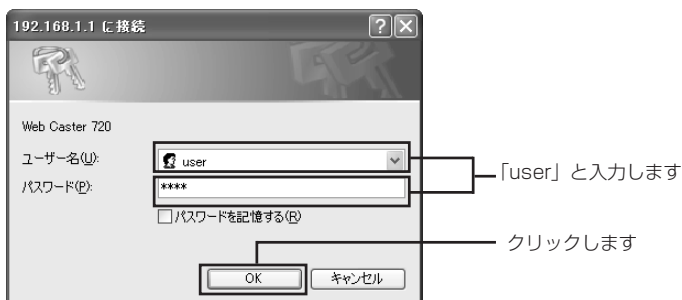 192.168.1.1 に接続
Web Caster 720
ユーザー名(U):
user
パスワード(P):
****
「user」と入力します
パスワードを記憶する(R)
クリックします
OK
キャンセル